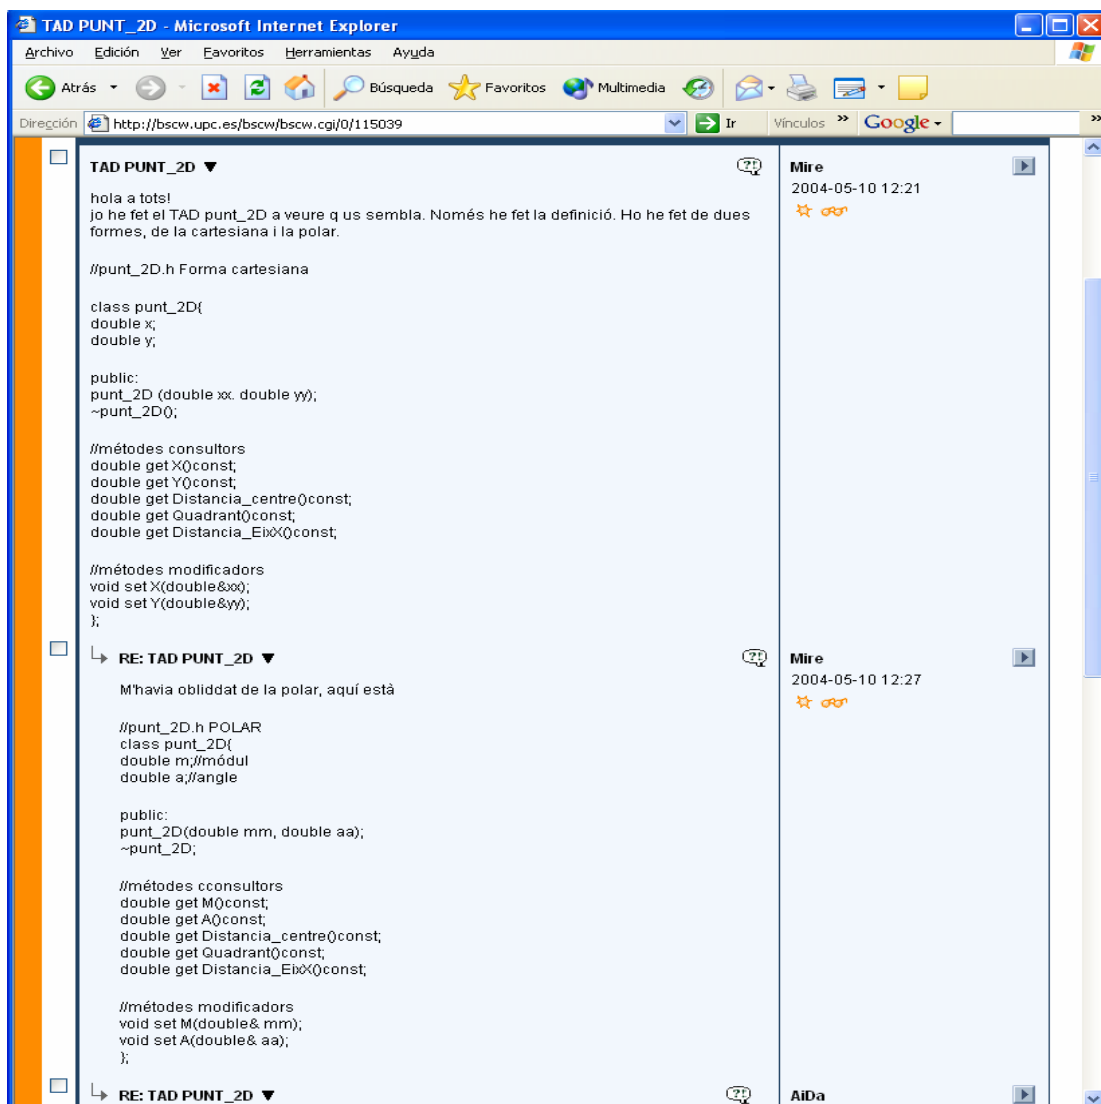 TAD PUNT_2D - Microsoft Internet Explorer
Archivo Edición Ver Favoritos Herramientas Ayuda
Atrás Búsqueda Favoritos Multimedia
Dirección http://bscw.upc.es/bscw/bscw.cgi/0/115039 Ir Vínculos » Google »
TAD PUNT_2D ▼ Mire
2004-05-10 12:21
hola a tots!
jo he fet el TAD punt_2D a veure q us sembla. Només he fet la definició. Ho he fet de dues
formes, de la cartesiana i la polar.
//punt_2D.h Forma cartesiana
class punt_2D{
double x;
double y;
public:
punt_2D (double xx. double yy);
~punt_2D();
//métodes consultors
double get X()const;
double get Y()const;
double get Distancia_centre()const;
double get Quadrant()const;
double get Distancia_EixX()const;
//métodes modificadors
void set X(double&xx);
void set Y(double&yy);
};
RE: TAD PUNT_2D ▼ Mire
2004-05-10 12:27
M'havia obliddat de la polar, aquí està
//punt_2D.h POLAR
class punt_2D{
double m;//módul
double a;//angle
public:
punt_2D(double mm, double aa);
~punt_2D;
//métodes cconsultors
double get M()const;
double get A()const;
double get Distancia_centre()const;
double get Quadrant()const;
double get Distancia_EixX()const;
//métodes modificadors
void set M(double& mm);
void set A(double& aa);
};
RE: TAD PUNT_2D ▼ AiDa